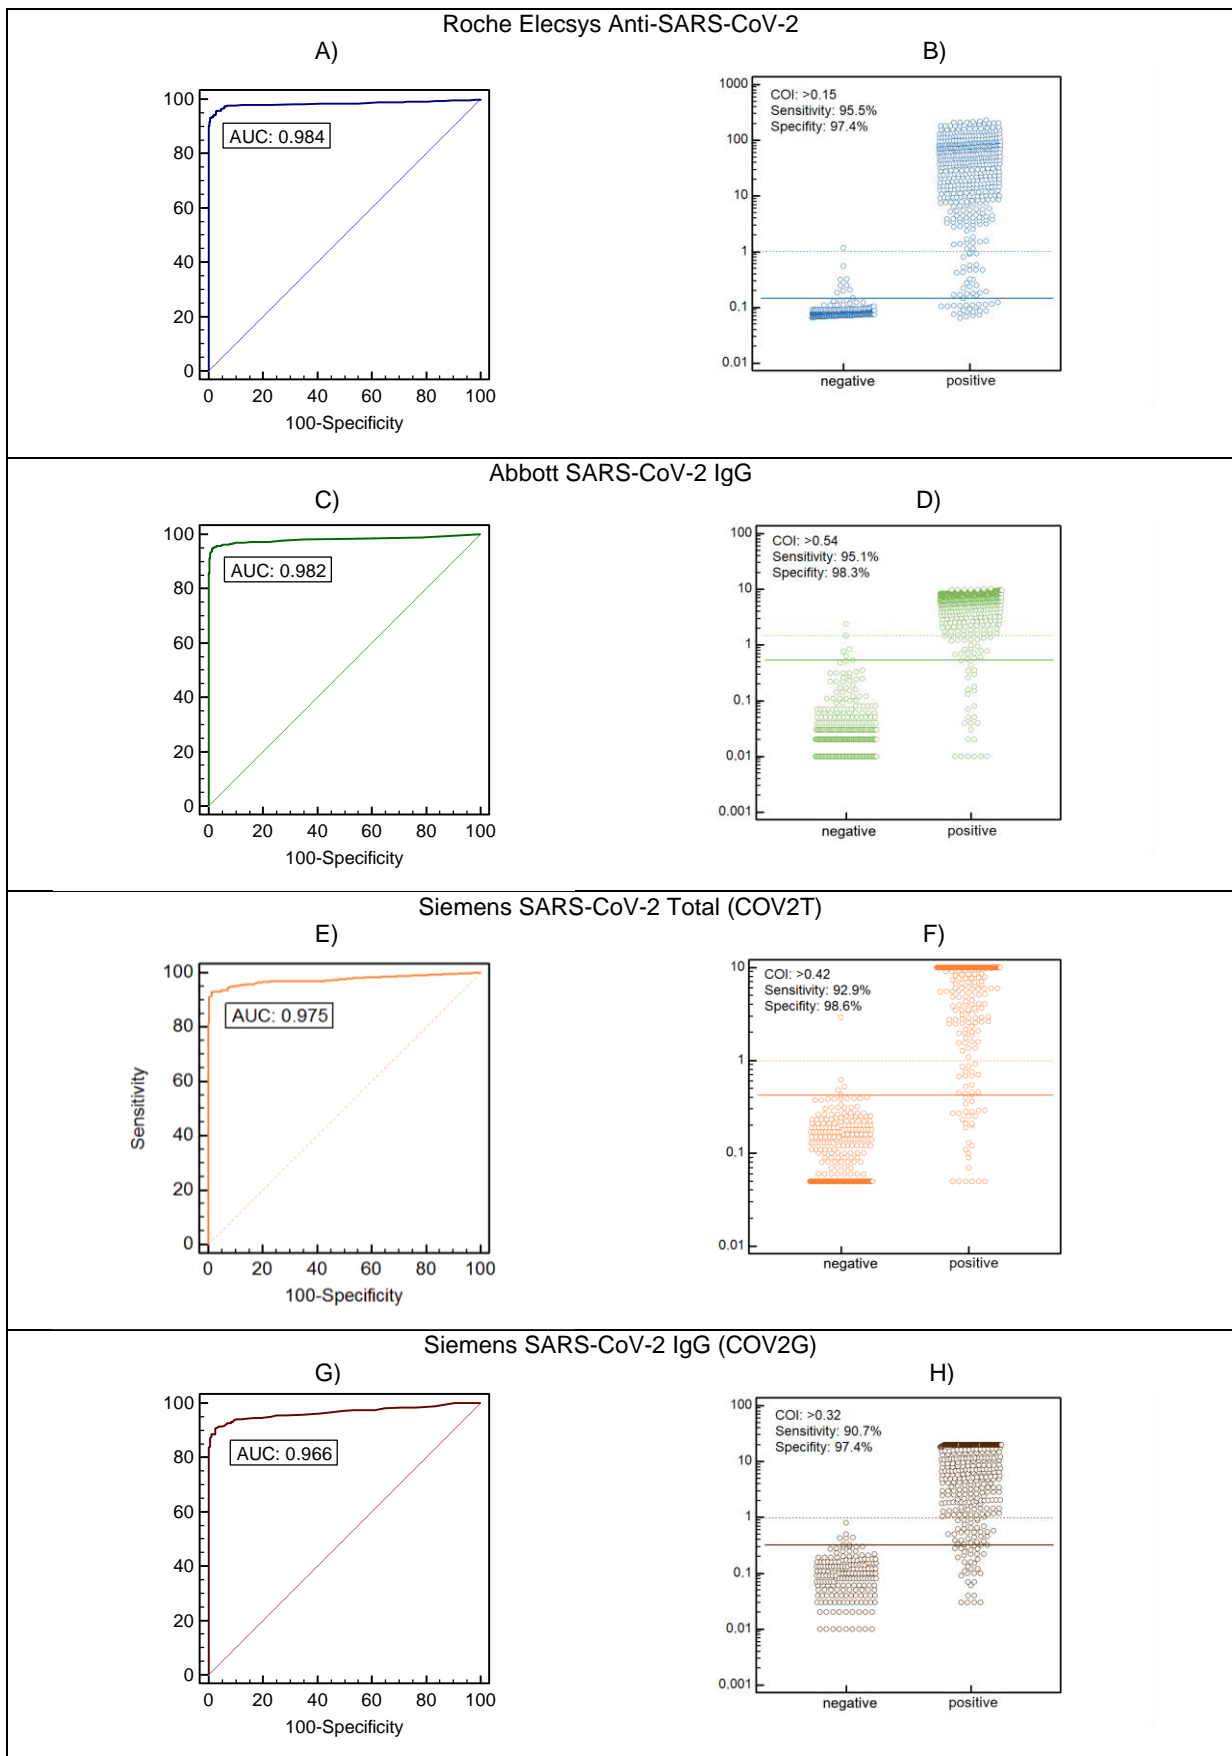 Roche Elecsys Anti-SARS-CoV-2
A)
B)
100
80
60
40
20
0
AUC: 0.984
0 20 40 60 80 100
100-Specificity
1000
100
10
1
0.1
0.01
COI: >0.15
Sensitivity: 95.5%
Specifity: 97.4%
negative positive
Abbott SARS-CoV-2 IgG
C)
D)
100
80
60
40
20
0
AUC: 0.982
0 20 40 60 80 100
100-Specificity
100
10
1
0.1
0.01
0.001
COI: >0.54
Sensitivity: 95.1%
Specifity: 98.3%
negative positive
Siemens SARS-CoV-2 Total (COV2T)
E)
F)
Sensitivity
100
80
60
40
20
0
AUC: 0.975
0 20 40 60 80 100
100-Specificity
10
1
0.1
0.01
COI: >0.42
Sensitivity: 92.9%
Specifity: 98.6%
negative positive
Siemens SARS-CoV-2 IgG (COV2G)
G)
H)
100
80
60
40
20
0
AUC: 0.966
0 20 40 60 80 100
100-Specificity
100
10
1
0.1
0.01
0,001
COI: >0.32
Sensitivity: 90.7%
Specifity: 97.4%
negative positive